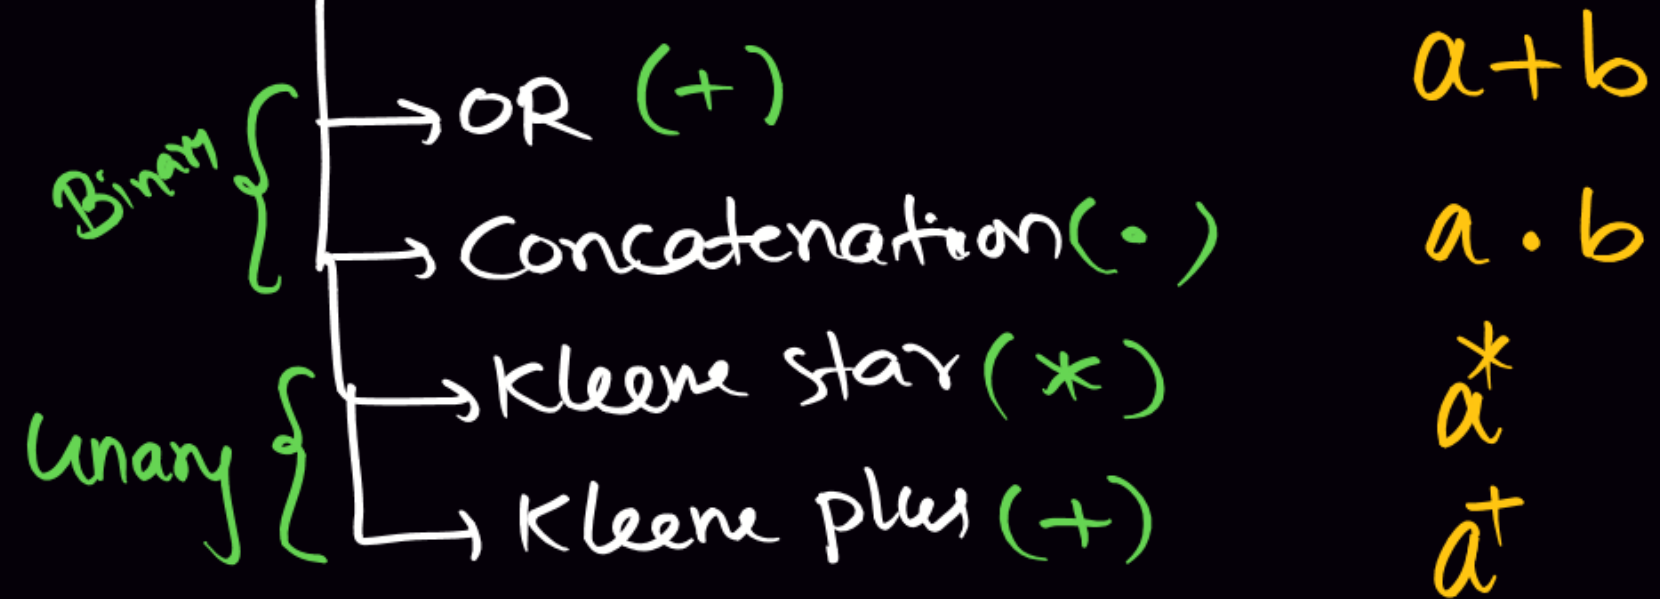 OR (+) a + b
Binary
Concatenation (·) a · b
Kleene star (*) a*
Unary
Kleene plus (+) a⁺